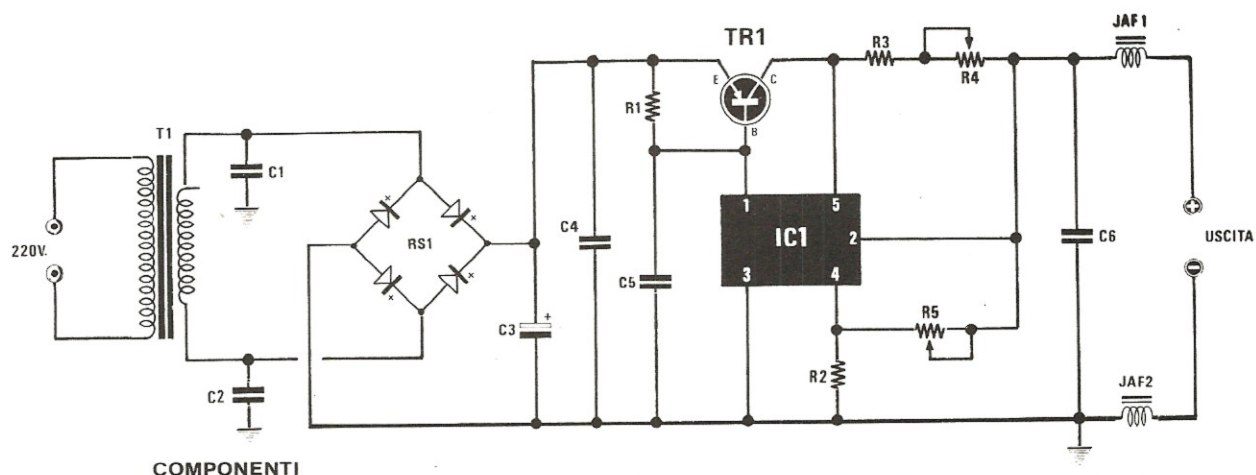 JAF1
TR1
R3
R4
E
C
R1
B
T1
C1
1
5
C4
IC1
2
C6
220V.
RS1
USCITA
C5
3
4
R5
C3
+
R2
C2
JAF2
COMPONENTI